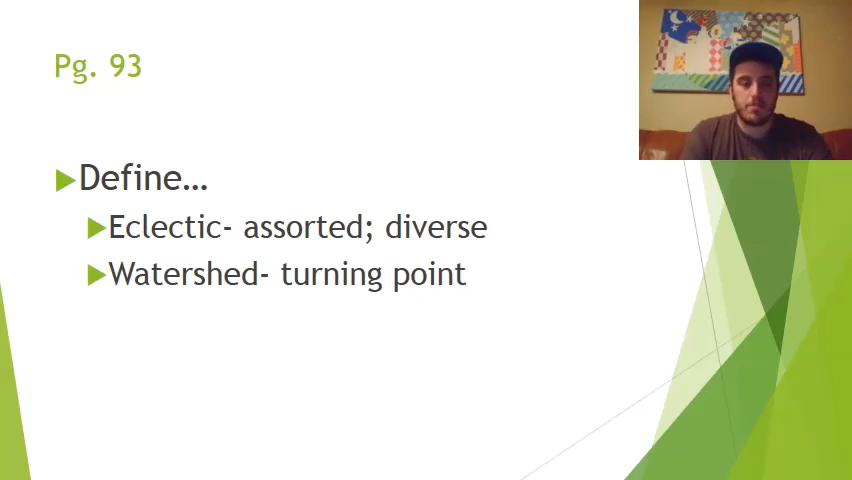 Pg. 93
Define…
Eclectic- assorted; diverse
Watershed- turning point